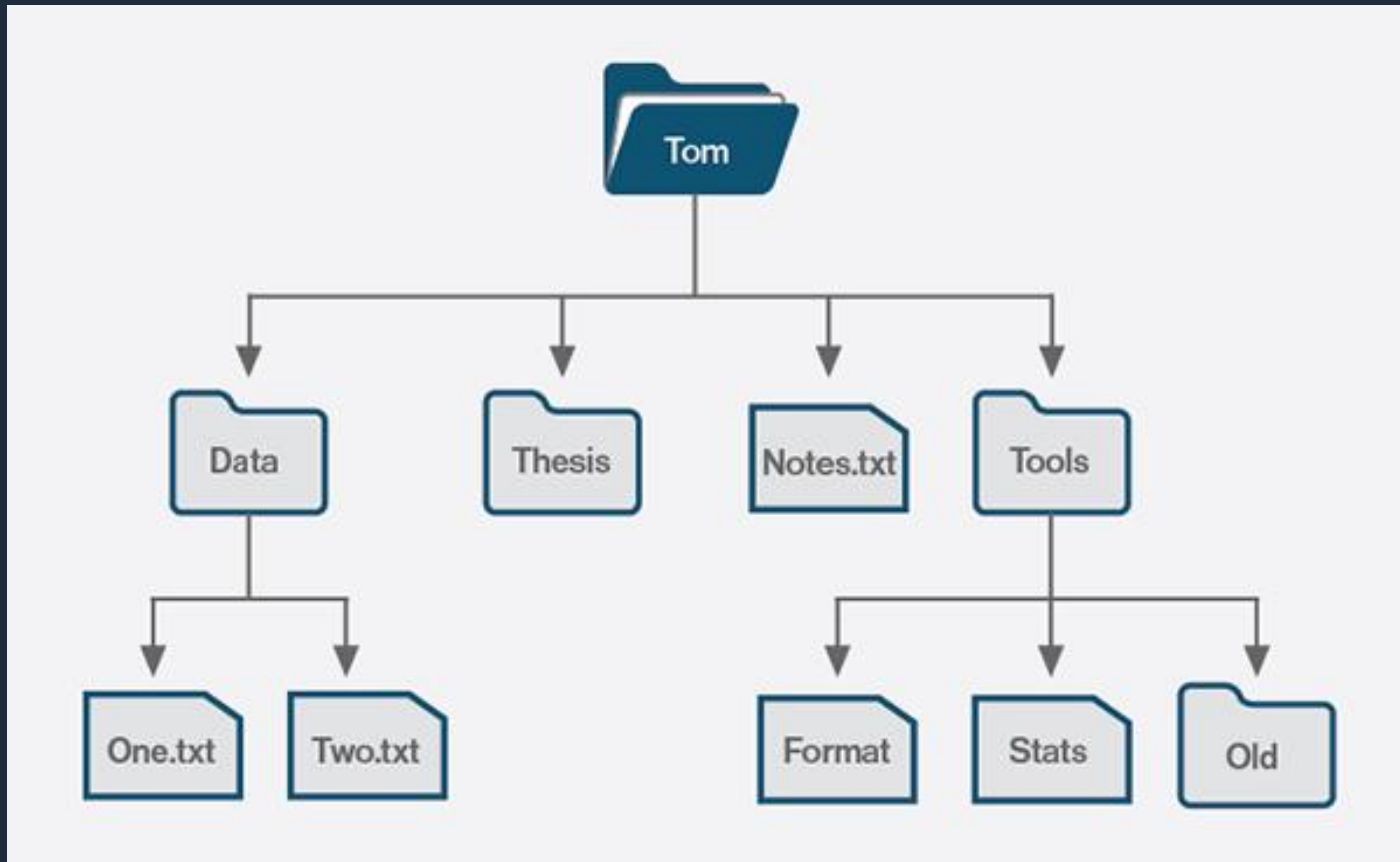 Tom
Data
Thesis
Notes.txt
Tools
One.txt
Two.txt
Format
Stats
Old